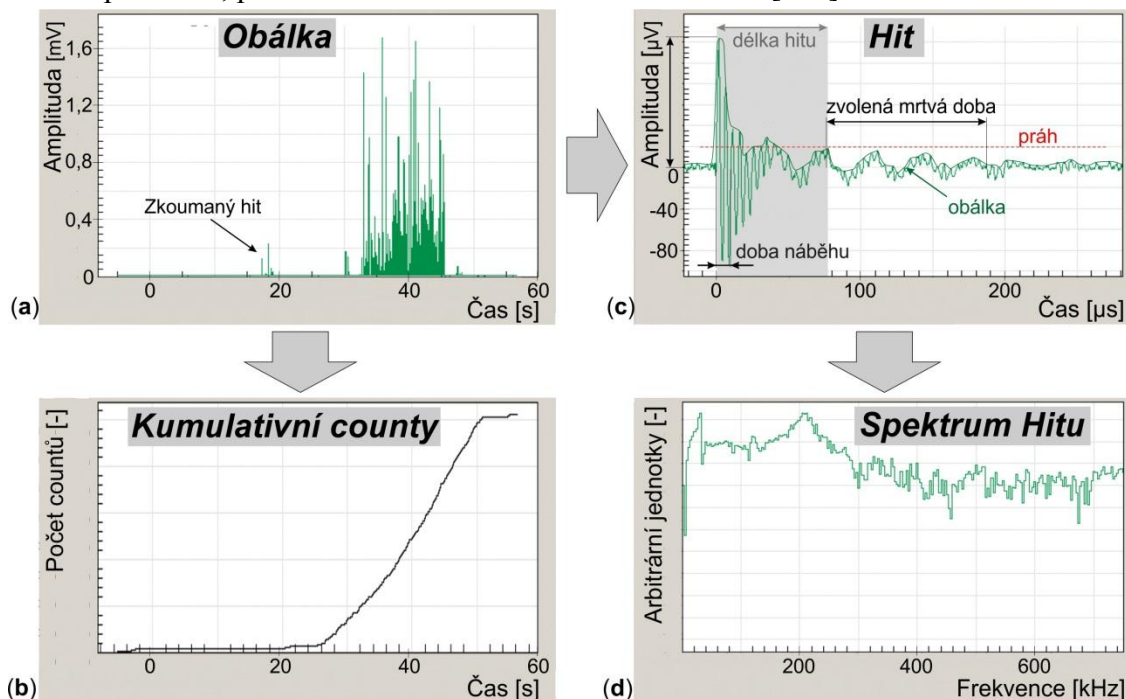 Obálka
Amplituda [mV]
1,6
1,2
0,8
0,4
0
Zkoumaný hit
0 20 40 60
Čas [s]
(a)
Hit
Amplituda [µV]
délka hitu
zvolená mrtvá doba
práh
obálka
doba náběhu
0
-40
-80
0 100 200
Čas [µs]
(c)
Kumulativní county
Počet countů [-]
0 20 40 60
Čas [s]
(b)
Spektrum Hitu
Arbitrární jednotky [-]
200 400 600
Frekvence [kHz]
(d)